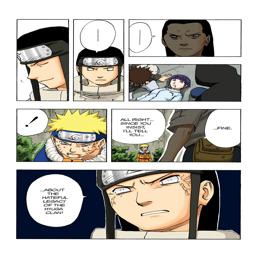 ...FINE.
ALL RIGHT...
SINCE YOU
INSIST,
I'LL TELL
YOU...
!
...ABOUT
THE
HATEFUL
LEGACY
OF THE
HYUGA
CLAN!